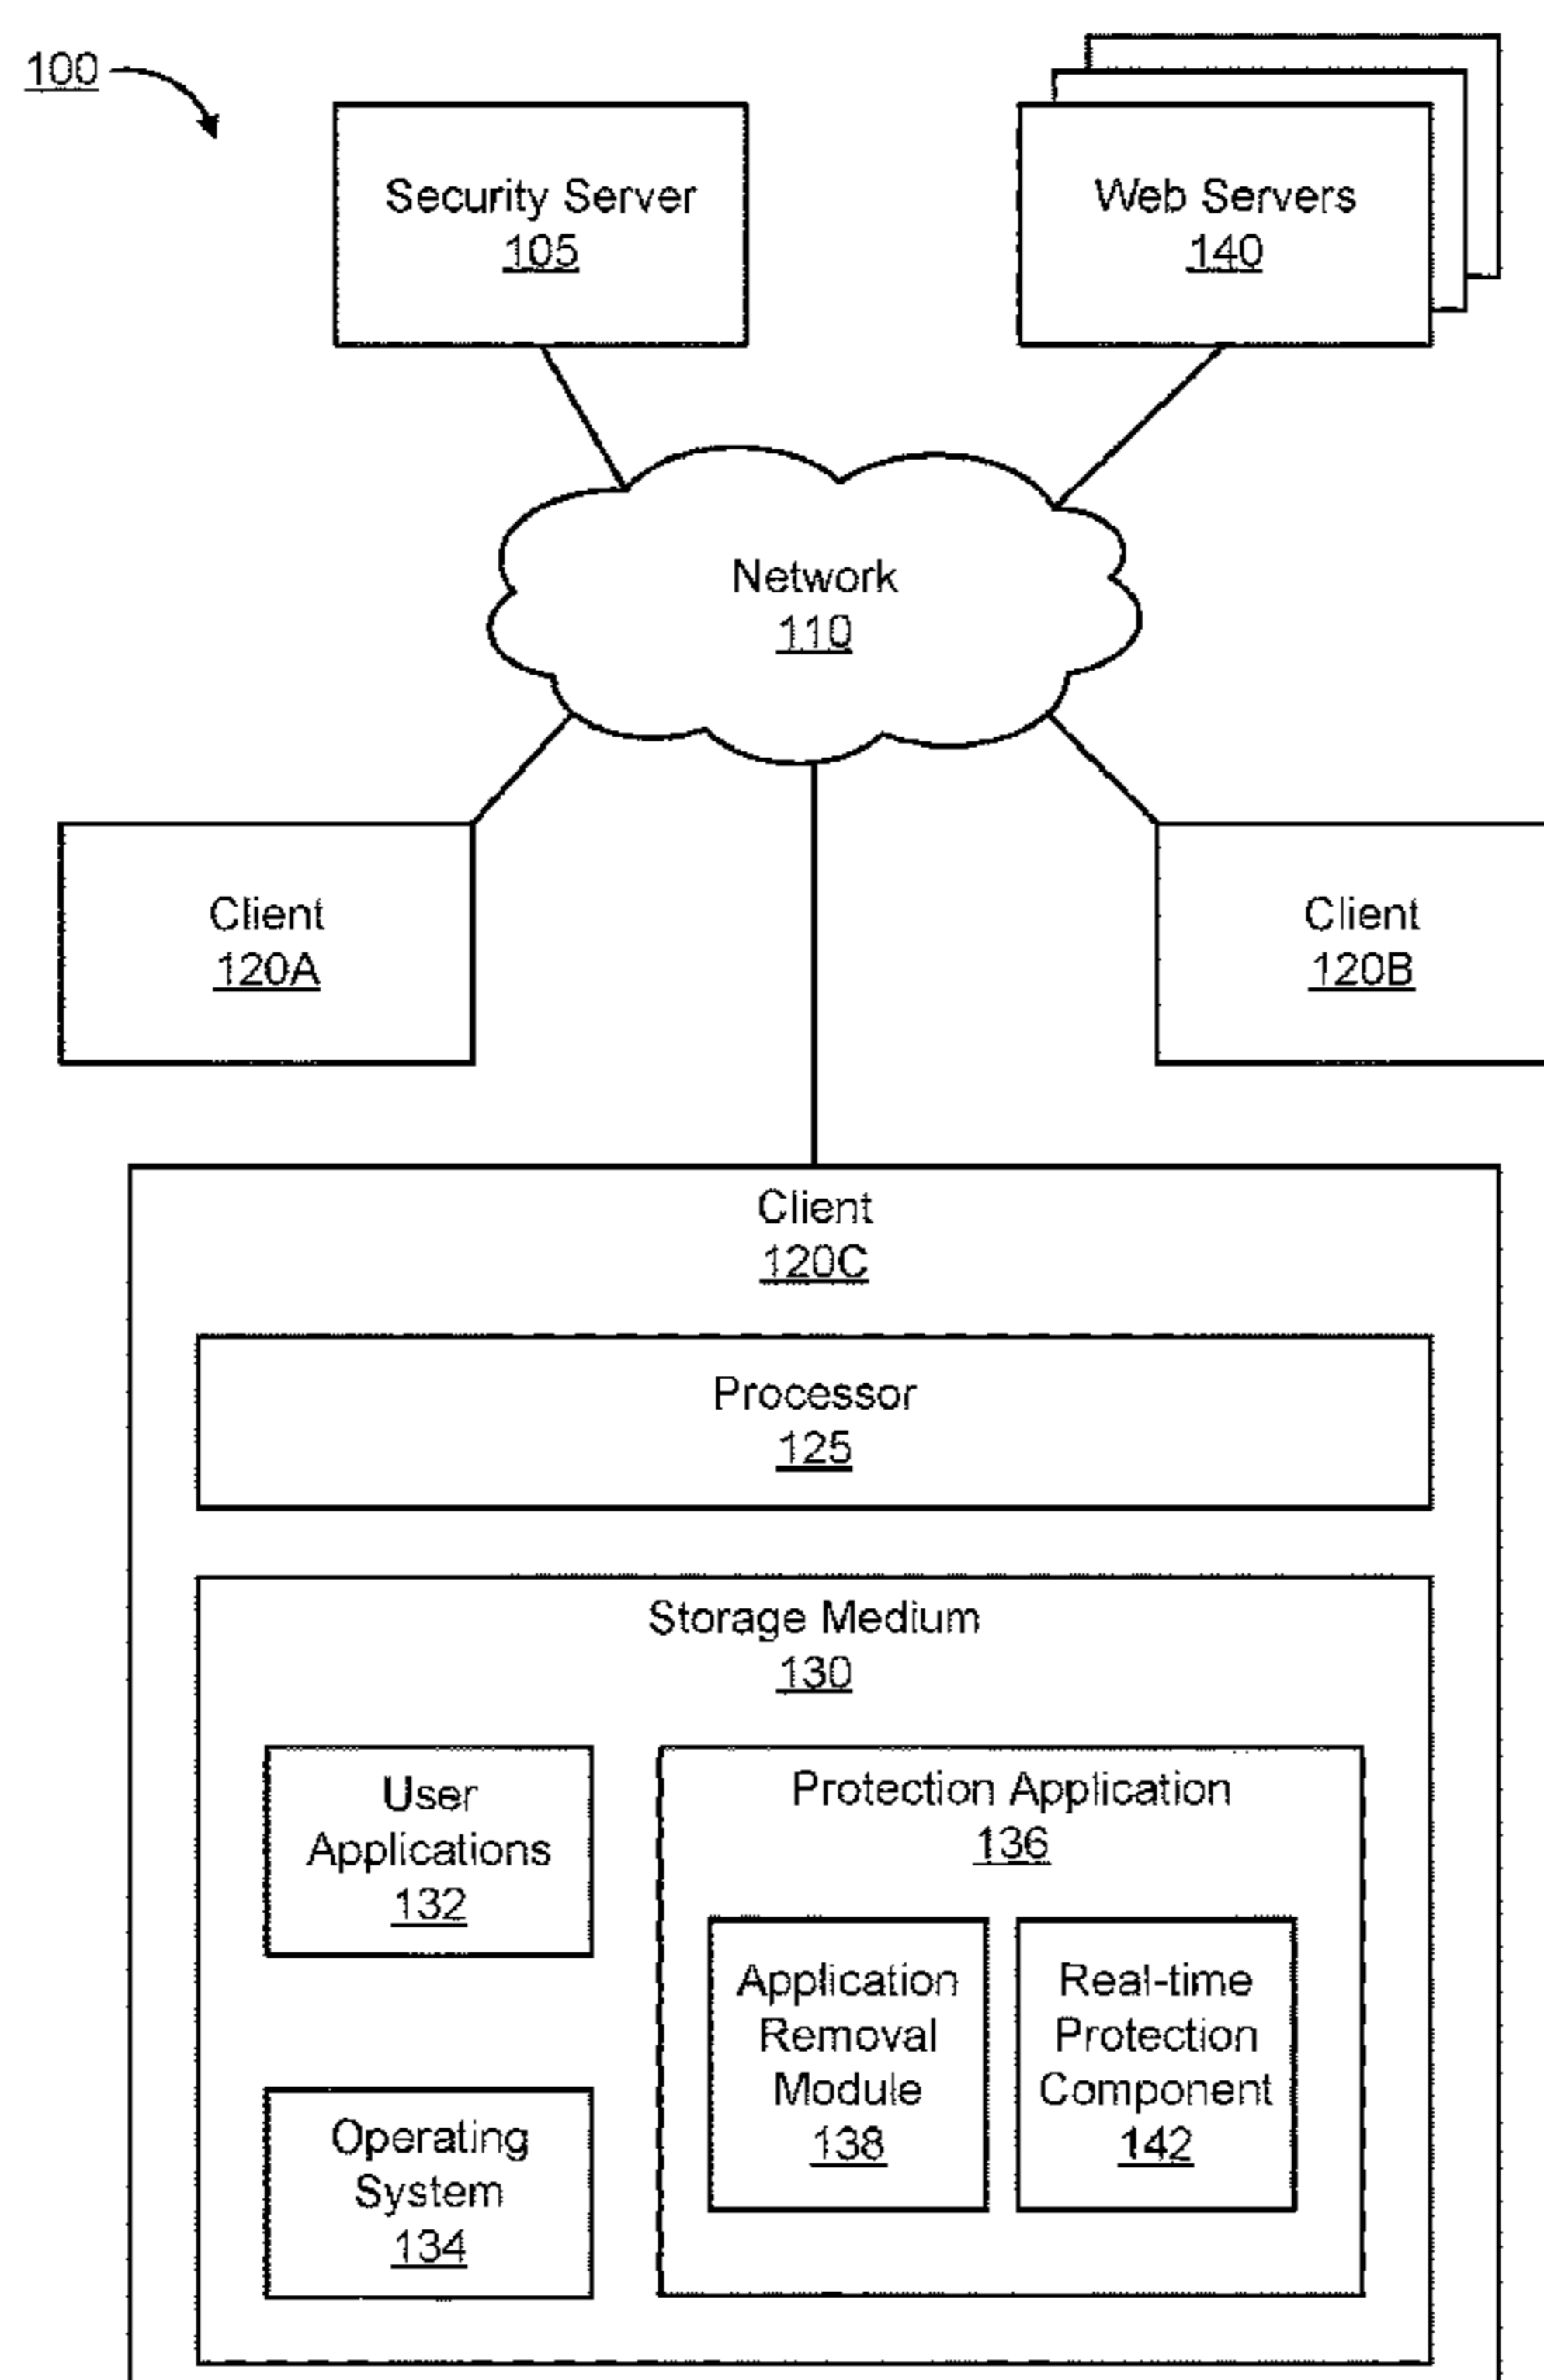 100
Security Server
105
Web Servers
140
Network
110
Client
120A
Client
120B
Client
120C
Processor
125
Storage Medium
130
User
Applications
132
Operating
System
134
Protection Application
136
Application
Removal
Module
138
Real-time
Protection
Component
142